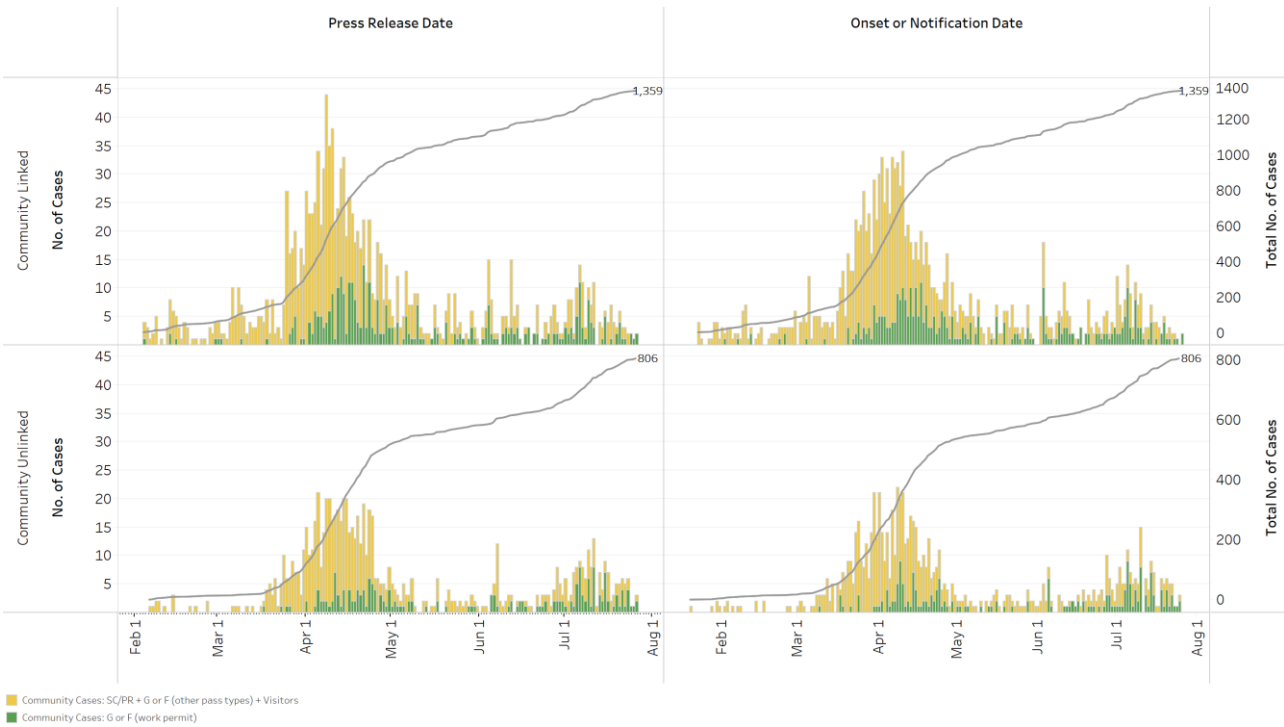 Press Release Date
Onset or Notification Date
Community Linked
No. of Cases
45
40
35
30
25
20
15
10
5
1,359
1,359
1400
1200
1000
800
600
400
200
0
Total No. of Cases
Community Unlinked
No. of Cases
45
40
35
30
25
20
15
10
5
806
806
800
600
400
200
0
Total No. of Cases
Feb 1
Mar 1
Apr 1
May 1
Jun 1
Jul 1
Aug 1
Feb 1
Mar 1
Apr 1
May 1
Jun 1
Jul 1
Aug 1
Community Cases: SC/PR + G or F (other pass types) + Visitors
Community Cases: G or F (work permit)